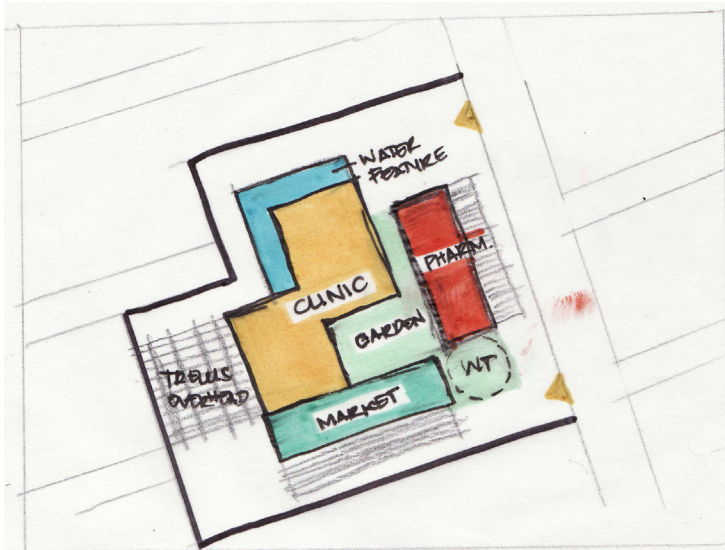 WATER
FEATURE
PHARM.
CLINIC
GARDEN
WT
TRELLIS
OVERHEAD
MARKET